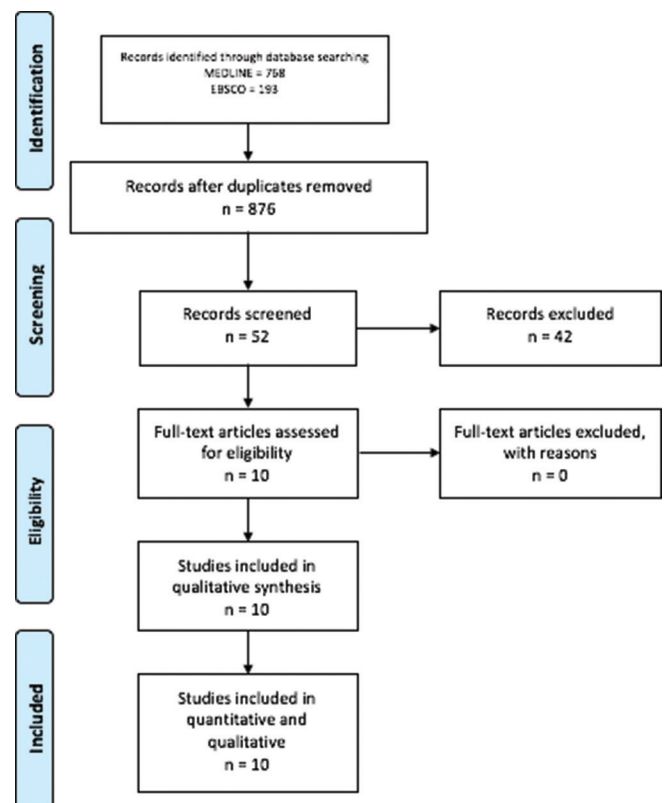 Identification
Records identified through database searching
MEDLINE = 768
EBSCO = 193
Records after duplicates removed
n = 876
Screening
Records screened
n = 52
Records excluded
n = 42
Eligibility
Full-text articles assessed
for eligibility
n = 10
Full-text articles excluded,
with reasons
n = 0
Studies included in
qualitative synthesis
n = 10
Included
Studies included in
quantitative and
qualitative
n = 10